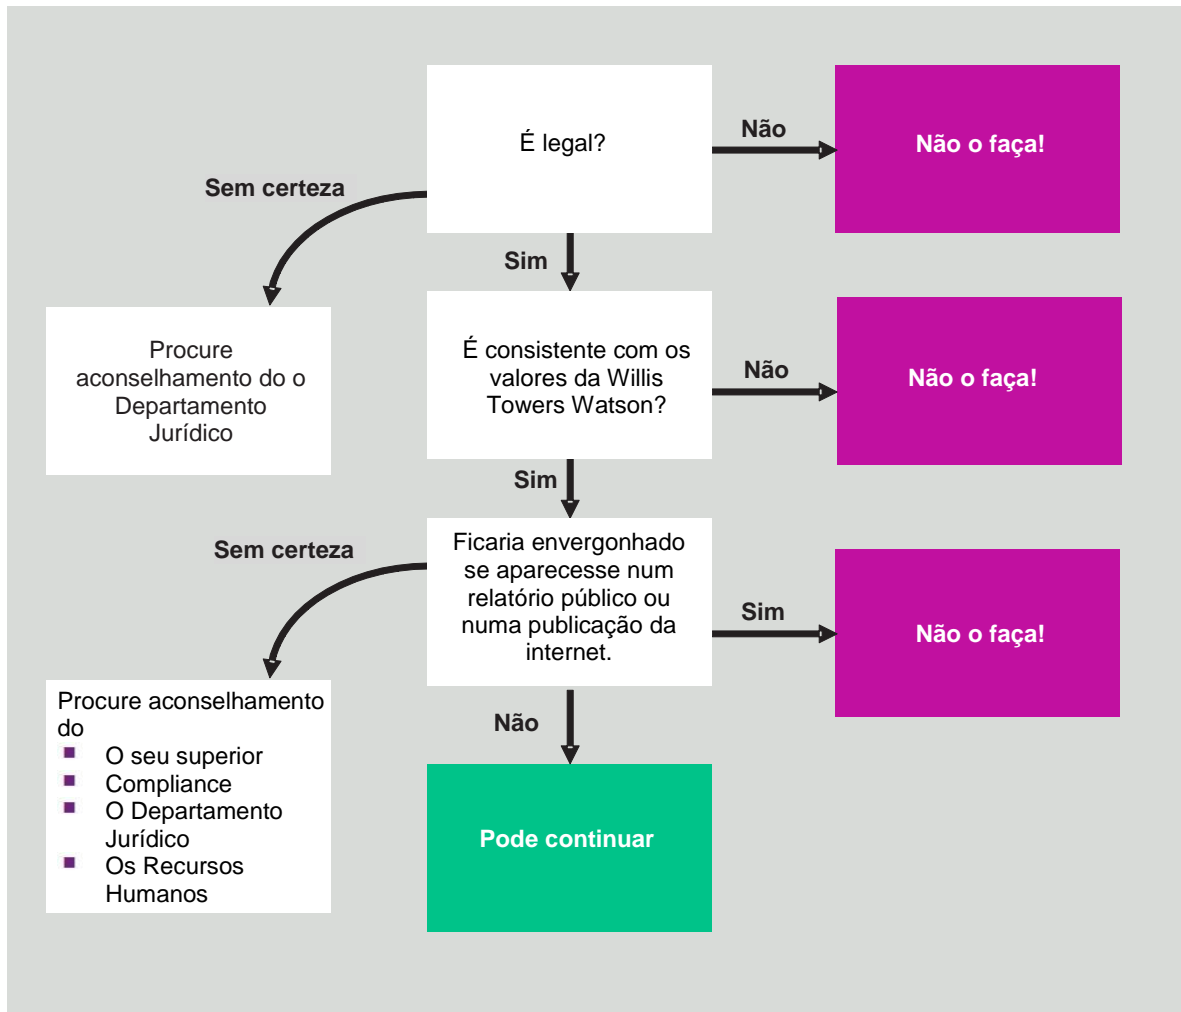 É legal?
Não
Não o faça!
Sem certeza
Sim
Procure
aconselhamento do o
Departamento
Jurídico
É consistente com os
valores da Willis
Towers Watson?
Não
Não o faça!
Sim
Sem certeza
Ficaria envergonhado
se aparecesse num
relatório público ou
numa publicação da
internet.
Sim
Não o faça!
Procure aconselhamento
do
O seu superior
Compliance
O Departamento
Jurídico
Os Recursos
Humanos
Não
Pode continuar